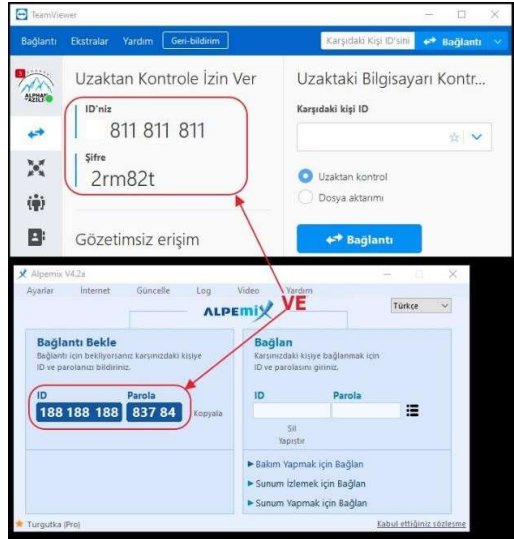 TeamViewer
Bağlantı Ekstralar Yardım Geri-bildirim Karşıdaki Kişi ID'sini Bağlantı
3
Uzaktan Kontrole İzin Ver
Uzaktaki Bilgisayarı Kontr...
ID'niz
811 811 811
Şifre
2rm82t
Karşıdaki kişi ID
Uzaktan kontrol
Dosya aktarımı
Gözetimsiz erişim
Bağlantı
Alpemix V4.2a
Ayarlar İnternet Güncelle Log Video Yardım
VE
ALPEMİX
Türkçe
Bağlantı Bekle
Bağlantı için bekliyorsanız karşınızdaki kişiye
ID ve parolanızı bildiriniz.
ID Parola
188 188 188 837 84 Kopyala
Bağlan
Karşınızdaki kişiye bağlanmak için
ID ve parolasını giriniz.
ID Parola
Sil
Yapıştır
Bakım Yapmak için Bağlan
Sunum İzlemek için Bağlan
Sunum Yapmak için Bağlan
Turgutka (Pro)
Kabul ettiğiniz sözleşme